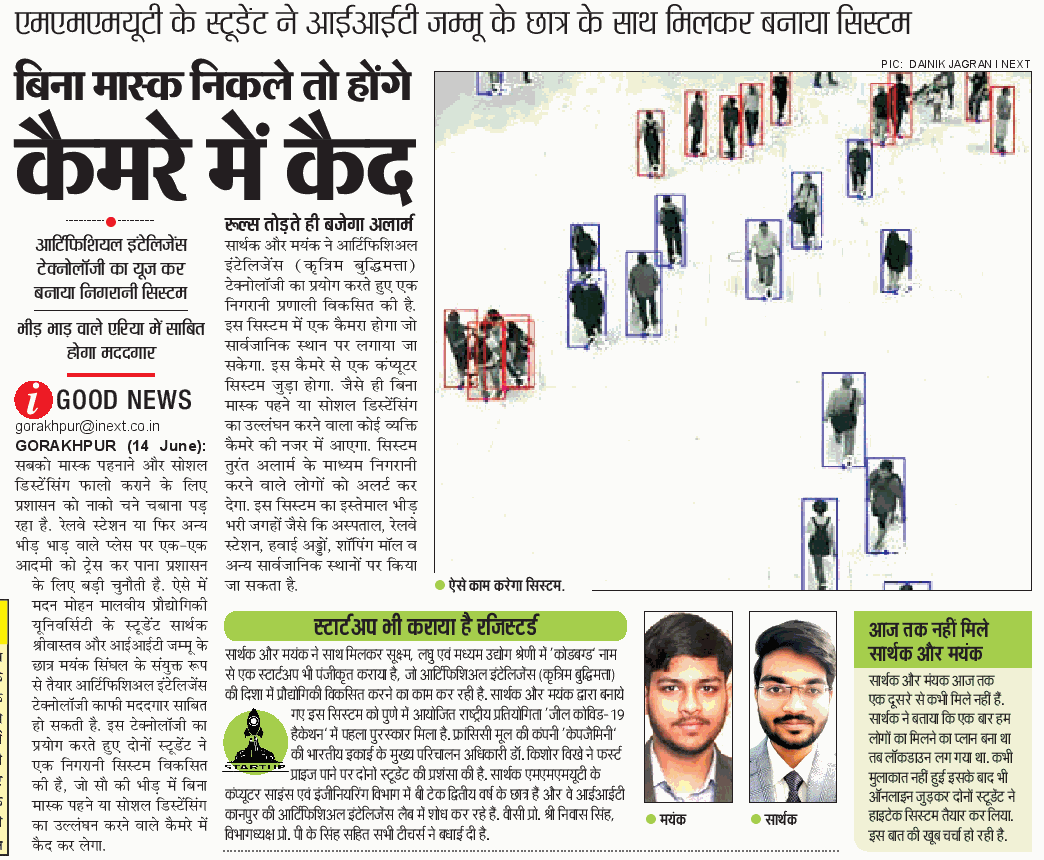 एमएमएमयूटी के स्टूडेंट ने आईआईटी जम्मू के छात्र के साथ मिलकर बनाया सिस्टम
बिना मास्क निकले तो होंगे
कैमरे में कैद
आर्टिफिशियल इंटेलिजेंस
टेक्नोलॉजी का यूज कर
बनाया निगरानी सिस्टम
भीड़ भाड़ वाले एरिया में साबित
होगा मददगार
i GOOD NEWS
gorakhpur@inext.co.in
GORAKHPUR (14 June):
सबको मास्क पहनाने और सोशल
डिस्टेंसिंग फालो कराने के लिए
प्रशासन को नाको चने चबाना पड़
रहा है. रेलवे स्टेशन या फिर अन्य
भीड़ भाड़ वाले प्लेस पर एक-एक
आदमी को ट्रेस कर पाना प्रशासन
के लिए बड़ी चुनौती है. ऐसे में
मदन मोहन मालवीय प्रौद्योगिकी
यूनिवर्सिटी के स्टूडेंट सार्थक
श्रीवास्तव और आईआईटी जम्मू के
छात्र मयंक सिंघल के संयुक्त रूप
से तैयार आर्टिफिशिअल इंटेलिजेंस
टेक्नोलॉजी काफी मददगार साबित
हो सकती है. इस टेक्नोलॉजी का
प्रयोग करते हुए दोनों स्टूडेंट ने
एक निगरानी सिस्टम विकसित
की है, जो सौ की भीड़ में बिना
मास्क पहने या सोशल डिस्टेंसिंग
का उल्लंघन करने वाले कैमरे में
कैद कर लेगा.
रूल्स तोड़ते ही बजेगा अलार्म
सार्थक और मयंक ने आर्टिफिशिअल
इंटेलिजेंस (कृत्रिम बुद्धिमत्ता)
टेक्नोलॉजी का प्रयोग करते हुए एक
निगरानी प्रणाली विकसित की है.
इस सिस्टम में एक कैमरा होगा जो
सार्वजानिक स्थान पर लगाया जा
सकेगा. इस कैमरे से एक कंप्यूटर
सिस्टम जुड़ा होगा. जैसे ही बिना
मास्क पहने या सोशल डिस्टेंसिंग
का उल्लंघन करने वाला कोई व्यक्ति
कैमरे की नजर में आएगा. सिस्टम
तुरंत अलार्म के माध्यम निगरानी
करने वाले लोगों को अलर्ट कर
देगा. इस सिस्टम का इस्तेमाल भीड़
भरी जगहों जैसे कि अस्पताल, रेलवे
स्टेशन, हवाई अड्डों, शॉपिंग मॉल व
अन्य सार्वजानिक स्थानों पर किया
जा सकता है.
PIC: DAINIK JAGRAN I NEXT
ऐसे काम करेगा सिस्टम.
स्टार्टअप भी कराया है रजिस्टर्ड
सार्थक और मयंक ने साथ मिलकर सूक्ष्म, लघु एवं मध्यम उद्योग श्रेणी में 'कोडबग्ड' नाम
से एक स्टार्टअप भी पंजीकृत कराया है, जो आर्टिफिशिअल इंटेलिजेंस (कृत्रिम बुद्धिमत्ता)
की दिशा में प्रौद्योगिकी विकसित करने का काम कर रही है. सार्थक और मयंक द्वारा बनाये
गए इस सिस्टम को पुणे में आयोजित राष्ट्रीय प्रतियोगिता 'जील कोविड-19
हैकेथन' में पहला पुरस्कार मिला है. फ्रांसिसी मूल की कंपनी 'केपजैमिनी'
की भारतीय इकाई के मुख्य परिचालन अधिकारी डॉ. किशोर विखे ने फर्स्ट
प्राइज पाने पर दोनो स्टूडेंट की प्रशंसा की है. सार्थक एमएमएमयूटी के
कंप्यूटर साइंस एवं इंजीनियरिंग विभाग में बी टेक द्वितीय वर्ष के छात्र हैं और वे आईआईटी
कानपुर की आर्टिफिशिअल इंटेलिजेंस लैब में शोध कर रहे हैं. वीसी प्रो. श्री निवास सिंह,
विभागध्यक्ष प्रो. पी के सिंह सहित सभी टीचर्स ने बधाई दी है.
STARTUP
मयंक
सार्थक
आज तक नहीं मिले
सार्थक और मयंक
सार्थक और मंयक आज तक
एक दूसरे से कभी मिले नहीं हैं.
सार्थक ने बताया कि एक बार हम
लोगों का मिलने का प्लान बना था
तब लॉकडाउन लग गया था. कभी
मुलाकात नहीं हुई इसके बाद भी
ऑनलाइन जुड़कर दोनों स्टूडेंट ने
हाइटेक सिस्टम तैयार कर लिया.
इस बात की खूब चर्चा हो रही है.